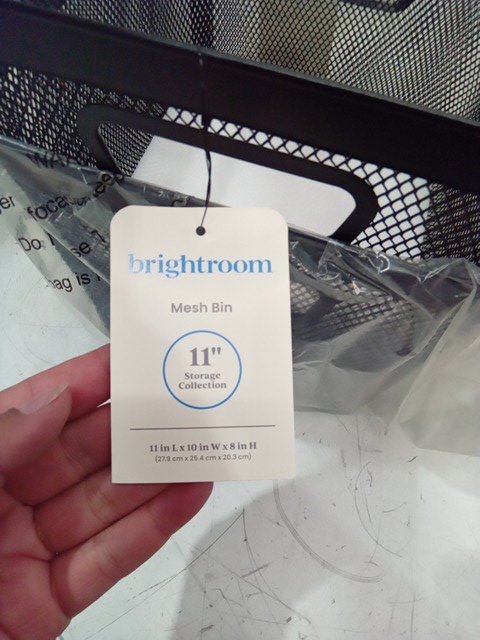 brightroom
Mesh Bin
11"
Storage
Collection
11 in L x 10 in W x 8 in H
(27.9 cm x 25.4 cm x 20.3 cm)